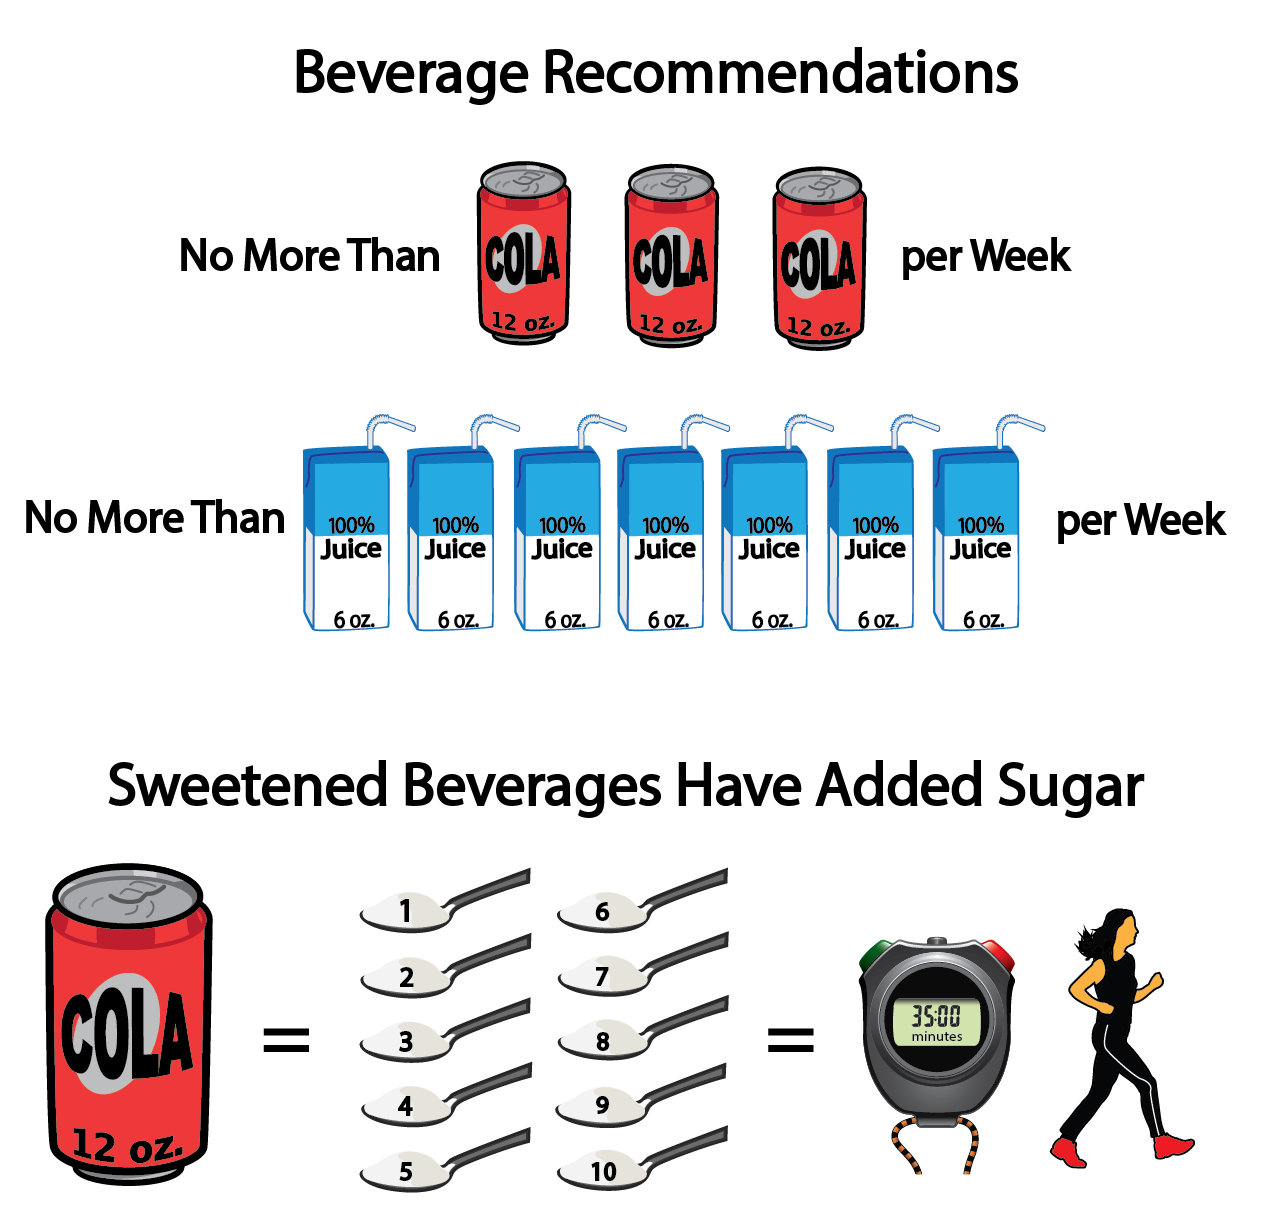 Beverage Recommendations
No More Than
COLA
12 oz.
COLA
12 oz.
COLA
12 oz.
per Week
No More Than
100%
Juice
6 oz.
100%
Juice
6 oz.
100%
Juice
6 oz.
100%
Juice
6 oz.
100%
Juice
6 oz.
100%
Juice
6 oz.
100%
Juice
6 oz.
per Week
Sweetened Beverages Have Added Sugar
COLA
12 oz.
=
1
2
3
4
5
6
7
8
9
10
=
35:00
minutes